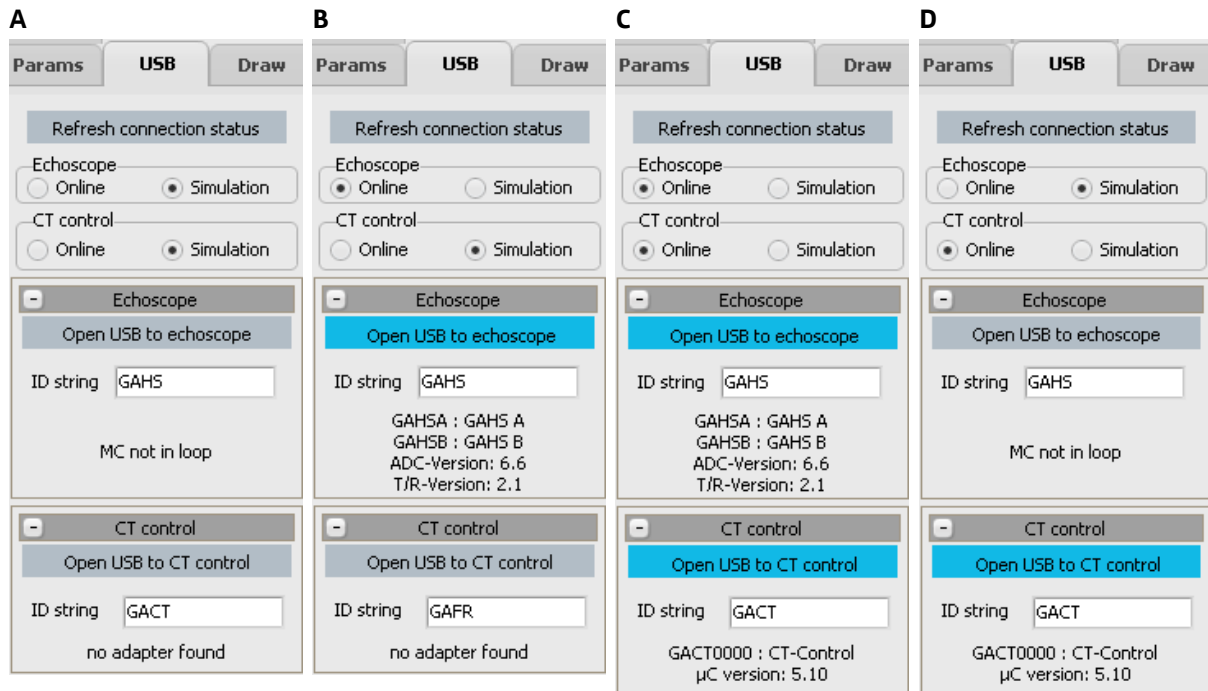 A
Params USB Draw
Refresh connection status
Echoscope
Online Simulation
CT control
Online Simulation
- Echoscope
Open USB to echoscope
ID string GAHS
MC not in loop
- CT control
Open USB to CT control
ID string GACT
no adapter found
B
Params USB Draw
Refresh connection status
Echoscope
Online Simulation
CT control
Online Simulation
- Echoscope
Open USB to echoscope
ID string GAHS
GAHSA : GAHS A
GAHSB : GAHS B
ADC-Version: 6.6
T/R-Version: 2.1
- CT control
Open USB to CT control
ID string GAFR
no adapter found
C
Params USB Draw
Refresh connection status
Echoscope
Online Simulation
CT control
Online Simulation
- Echoscope
Open USB to echoscope
ID string GAHS
GAHSA : GAHS A
GAHSB : GAHS B
ADC-Version: 6.6
T/R-Version: 2.1
- CT control
Open USB to CT control
ID string GACT
GACT0000 : CT-Control
µC version: 5.10
D
Params USB Draw
Refresh connection status
Echoscope
Online Simulation
CT control
Online Simulation
- Echoscope
Open USB to echoscope
ID string GAHS
MC not in loop
- CT control
Open USB to CT control
ID string GACT
GACT0000 : CT-Control
µC version: 5.10